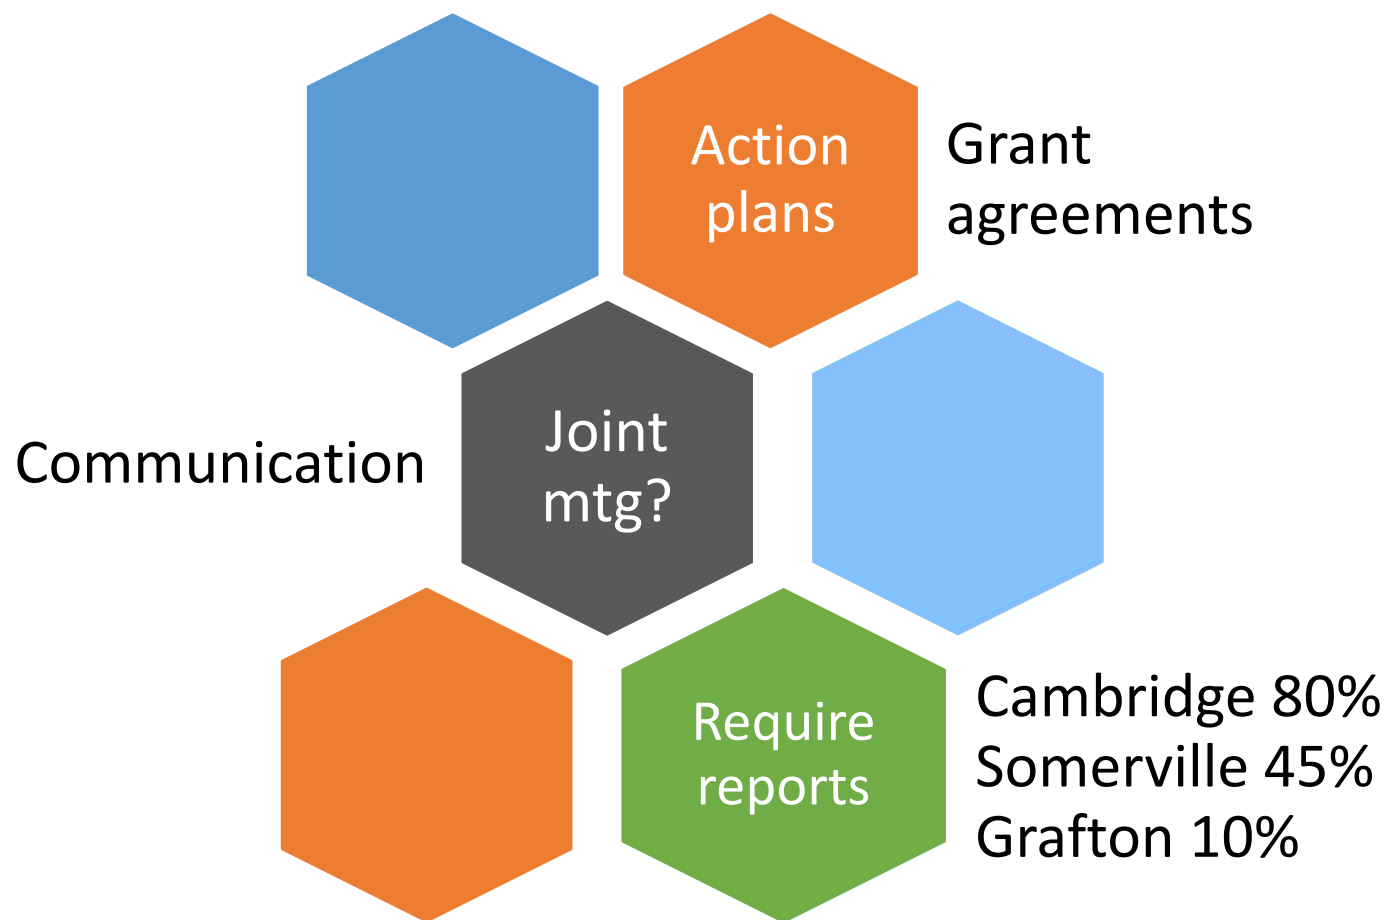 Action
plans
Grant
agreements
Communication
Joint
mtg?
Require
reports
Cambridge 80%
Somerville 45%
Grafton 10%